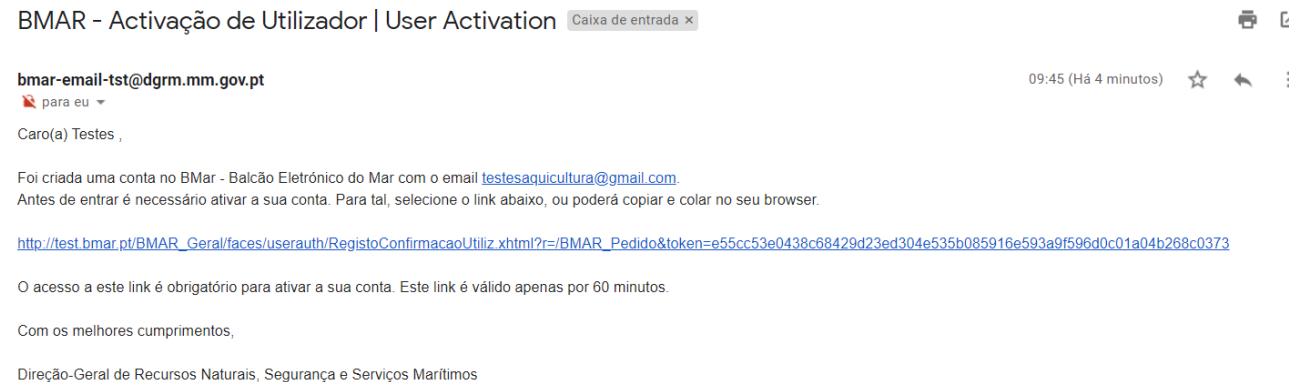 BMAR - Activação de Utilizador | User Activation Caixa de entrada ×
bmar-email-tst@dgrm.mm.gov.pt 09:45 (Há 4 minutos)
para eu
Caro(a) Testes ,
Foi criada uma conta no BMar - Balcão Eletrónico do Mar com o email testesaquicultura@gmail.com.
Antes de entrar é necessário ativar a sua conta. Para tal, selecione o link abaixo, ou poderá copiar e colar no seu browser.
http://test.bmar.pt/BMAR_Geral/faces/userauth/RegistoConfirmacaoUtiliz.xhtml?r=/BMAR_Pedido&token=e55cc53e0438c68429d23ed304e535b085916e593a9f596d0c01a04b268c0373
O acesso a este link é obrigatório para ativar a sua conta. Este link é válido apenas por 60 minutos.
Com os melhores cumprimentos,
Direção-Geral de Recursos Naturais, Segurança e Serviços Marítimos